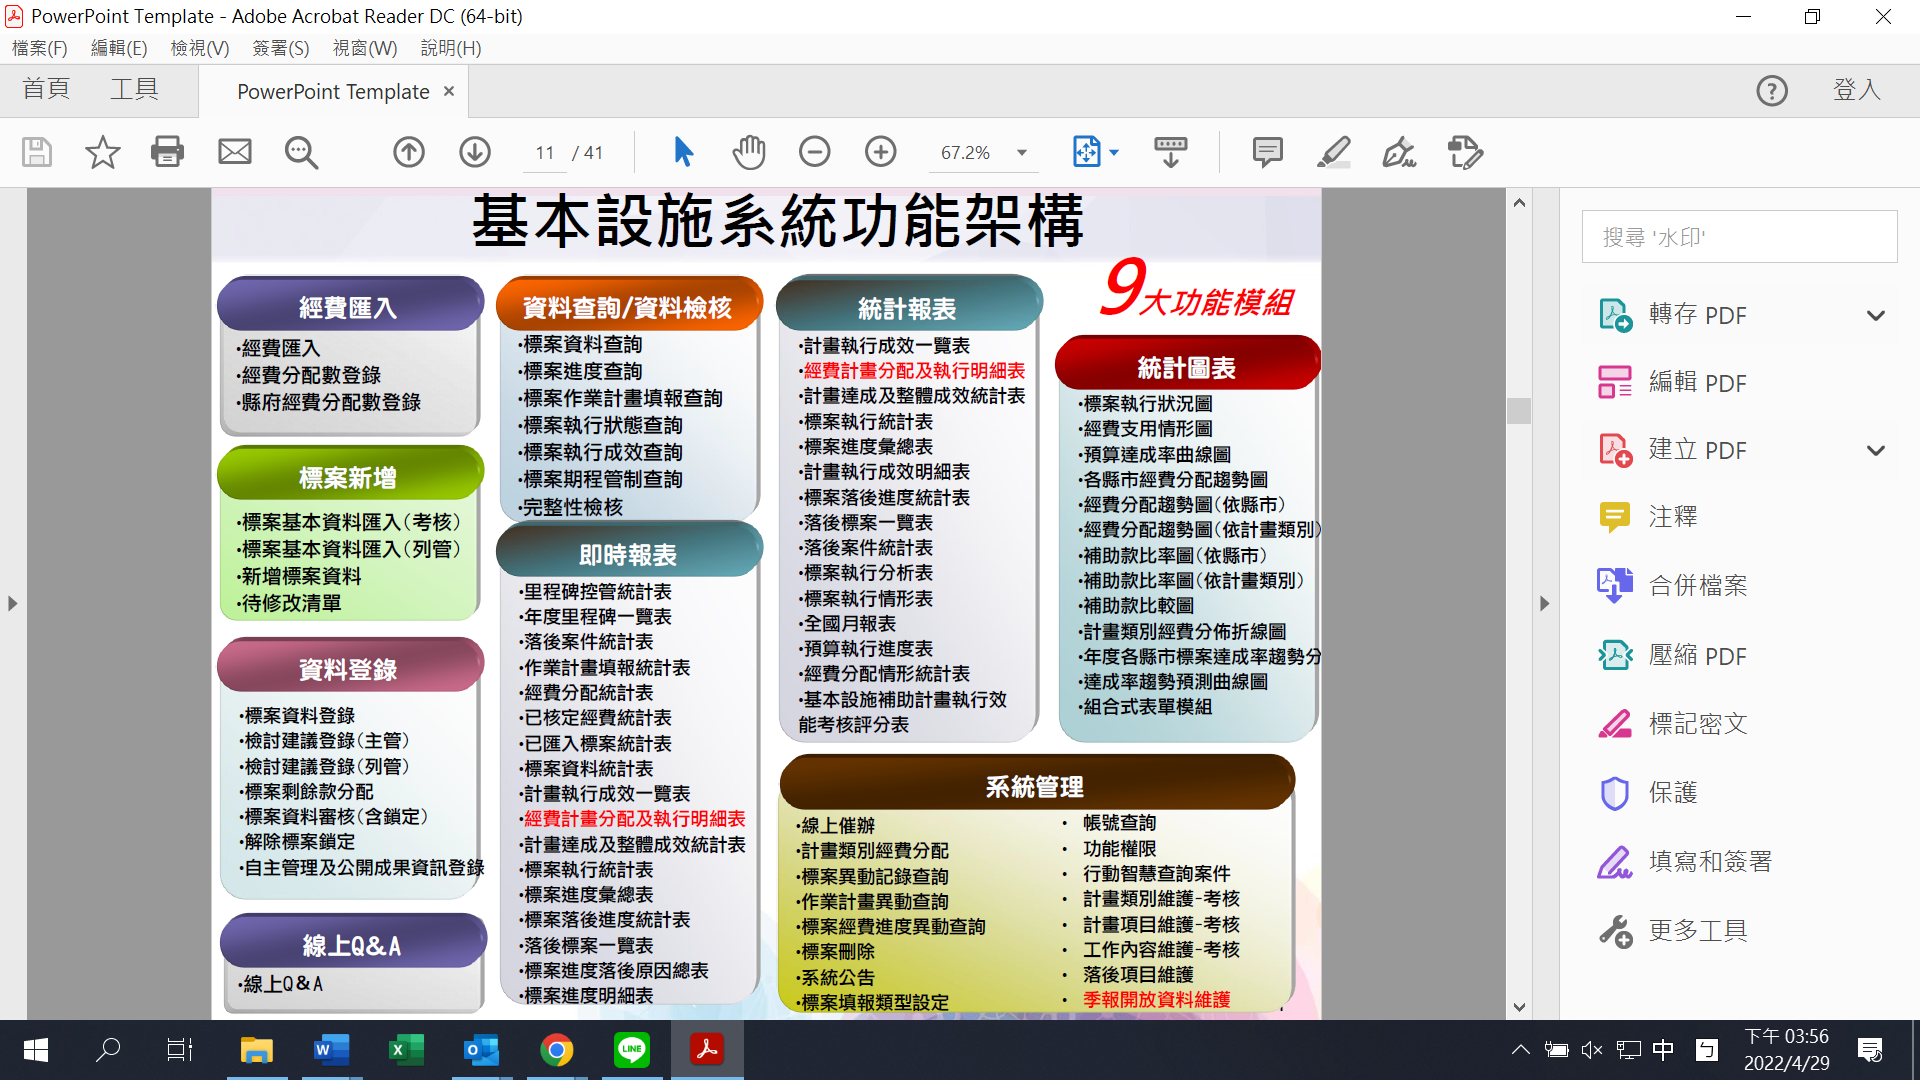 PowerPoint Template - Adobe Acrobat Reader DC (64-bit)
檔案(F) 編輯(E) 檢視(V) 簽署(S) 視窗(W) 說明(H)
首頁 工具 PowerPoint Template × 登入
11 / 41 67.2%
基本設施系統功能架構
9大功能模組
經費匯入
•經費匯入
•經費分配數登錄
•縣府經費分配數登錄
標案新增
•標案基本資料匯入(考核)
•標案基本資料匯入(列管)
•新增標案資料
•待修改清單
資料登錄
•標案資料登錄
•檢討建議登錄(主管)
•檢討建議登錄(列管)
•標案剩餘款分配
•標案資料審核(含鎖定)
•解除標案鎖定
•自主管理及公開成果資訊登錄
線上Q&A
•線上Q&A
資料查詢/資料檢核
•標案資料查詢
•標案進度查詢
•標案作業計畫填報查詢
•標案執行狀態查詢
•標案執行成效查詢
•標案期程管制查詢
•完整性檢核
即時報表
•里程碑控管統計表
•年度里程碑一覽表
•落後案件統計表
•作業計畫填報統計表
•經費分配統計表
•已核定經費統計表
•已匯入標案統計表
•標案資料統計表
•計畫執行成效一覽表
•經費計畫分配及執行明細表
•計畫達成及整體成效統計表
•標案執行統計表
•標案進度彙總表
•標案落後進度統計表
•落後標案一覽表
•標案進度落後原因總表
•標案進度明細表
統計報表
•計畫執行成效一覽表
•經費計畫分配及執行明細表
•計畫達成及整體成效統計表
•標案執行統計表
•標案進度彙總表
•計畫執行成效明細表
•標案落後進度統計表
•落後標案一覽表
•落後案件統計表
•標案執行分析表
•標案執行情形表
•全國月報表
•預算執行進度表
•經費分配情形統計表
•基本設施補助計畫執行效
能考核評分表
統計圖表
•標案執行狀況圖
•經費支用情形圖
•預算達成率曲線圖
•各縣市經費分配趨勢圖
•經費分配趨勢圖(依縣市)
•經費分配趨勢圖(依計畫類別)
•補助款比率圖(依縣市)
•補助款比率圖(依計畫類別)
•補助款比較圖
•計畫類別經費分佈折線圖
•年度各縣市標案達成率趨勢分
•達成率趨勢預測曲線圖
•組合式表單模組
系統管理
•線上催辦
•計畫類別經費分配
•標案異動記錄查詢
•作業計畫異動查詢
•標案經費進度異動查詢
•標案刪除
•系統公告
•標案填報類型設定
• 帳號查詢
• 功能權限
• 行動智慧查詢案件
• 計畫類別維護-考核
• 計畫項目維護-考核
• 工作內容維護-考核
• 落後項目維護
• 季報開放資料維護
搜尋 '水印'
轉存 PDF
編輯 PDF
建立 PDF
注釋
合併檔案
壓縮 PDF
標記密文
保護
填寫和簽署
更多工具
中 ㄅ 下午 03:56
2022/4/29